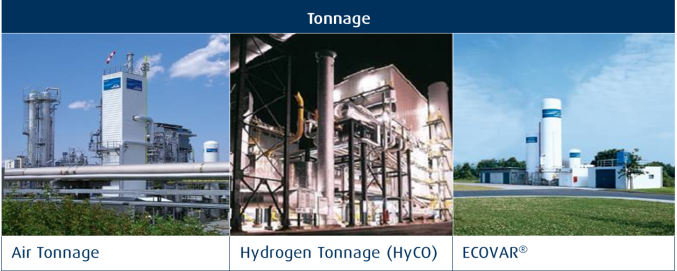 Tonnage
Air Tonnage
Hydrogen Tonnage (HyCO)
ECOVAR®